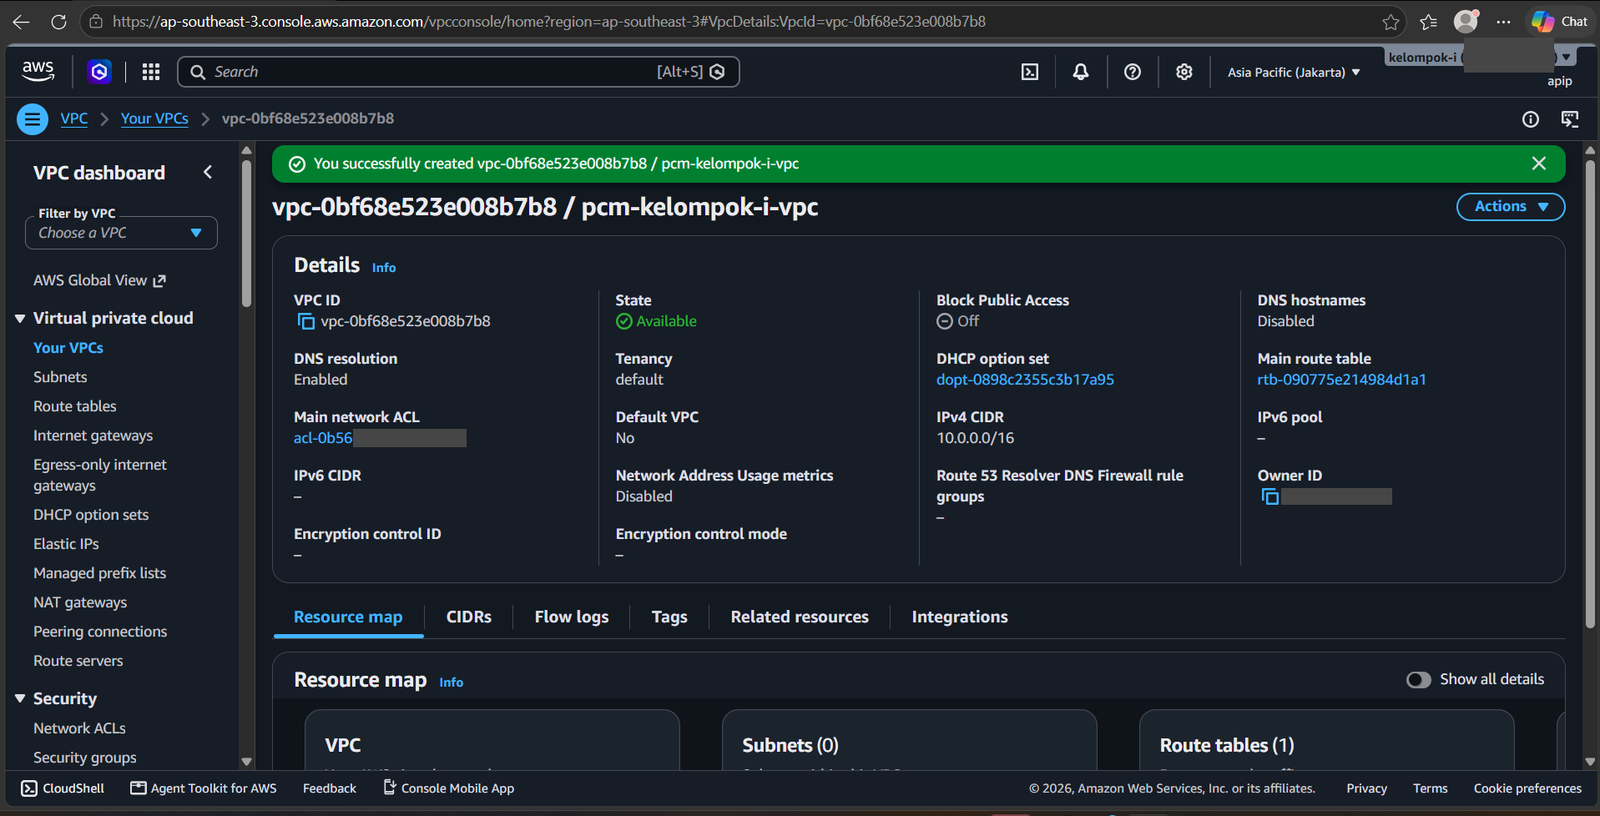 https://ap-southeast-3.console.aws.amazon.com/vpcconsole/home?region=ap-southeast-3#VpcDetails:VpcId=vpc-0bf68e523e008b7b8
Chat
aws
Search
[Alt+S]
Asia Pacific (Jakarta)
kelompok-i (
)
apip
VPC
Your VPCs
vpc-0bf68e523e008b7b8
VPC dashboard
Filter by VPC
Choose a VPC
AWS Global View
Virtual private cloud
Your VPCs
Subnets
Route tables
Internet gateways
Egress-only internet
gateways
DHCP option sets
Elastic IPs
Managed prefix lists
NAT gateways
Peering connections
Route servers
Security
Network ACLs
Security groups
You successfully created vpc-0bf68e523e008b7b8 / pcm-kelompok-i-vpc
vpc-0bf68e523e008b7b8 / pcm-kelompok-i-vpc
Actions
Details Info
VPC ID
vpc-0bf68e523e008b7b8
State
Available
Block Public Access
Off
DNS hostnames
Disabled
DNS resolution
Enabled
Tenancy
default
DHCP option set
dopt-0898c2355c3b17a95
Main route table
rtb-090775e214984d1a1
Main network ACL
acl-0b56
Default VPC
No
IPv4 CIDR
10.0.0.0/16
IPv6 pool
–
IPv6 CIDR
–
Network Address Usage metrics
Disabled
Route 53 Resolver DNS Firewall rule
groups
–
Owner ID
Encryption control ID
–
Encryption control mode
–
Resource map
CIDRs
Flow logs
Tags
Related resources
Integrations
Resource map Info
Show all details
VPC
Subnets (0)
Route tables (1)
CloudShell
Agent Toolkit for AWS
Feedback
Console Mobile App
© 2026, Amazon Web Services, Inc. or its affiliates.
Privacy
Terms
Cookie preferences